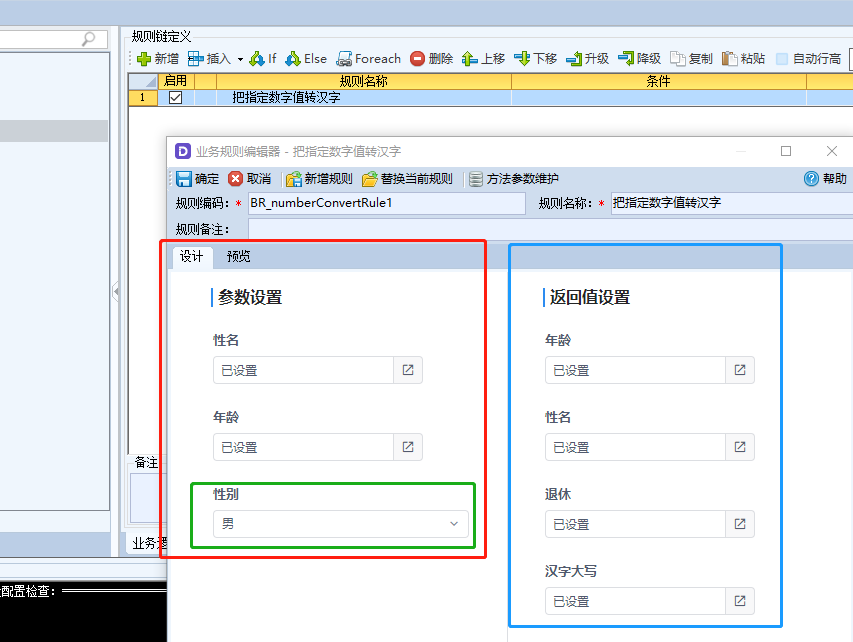 规则链定义
新增 插入 If Else Foreach 删除 上移 下移 升级 降级 复制 粘贴 自动行高
启用 规则名称 条件
1 把指定数字值转汉字
D 业务规则编辑器 - 把指定数字值转汉字
确定 取消 新增规则 替换当前规则 方法参数维护 帮助
规则编码: * BR_numberConvertRule1 规则名称: * 把指定数字值转汉字
规则备注:
设计 预览
参数设置
性名
已设置
年龄
已设置
性别
男
返回值设置
年龄
已设置
性名
已设置
退休
已设置
汉字大写
已设置
备注
业务逻
配置检查: